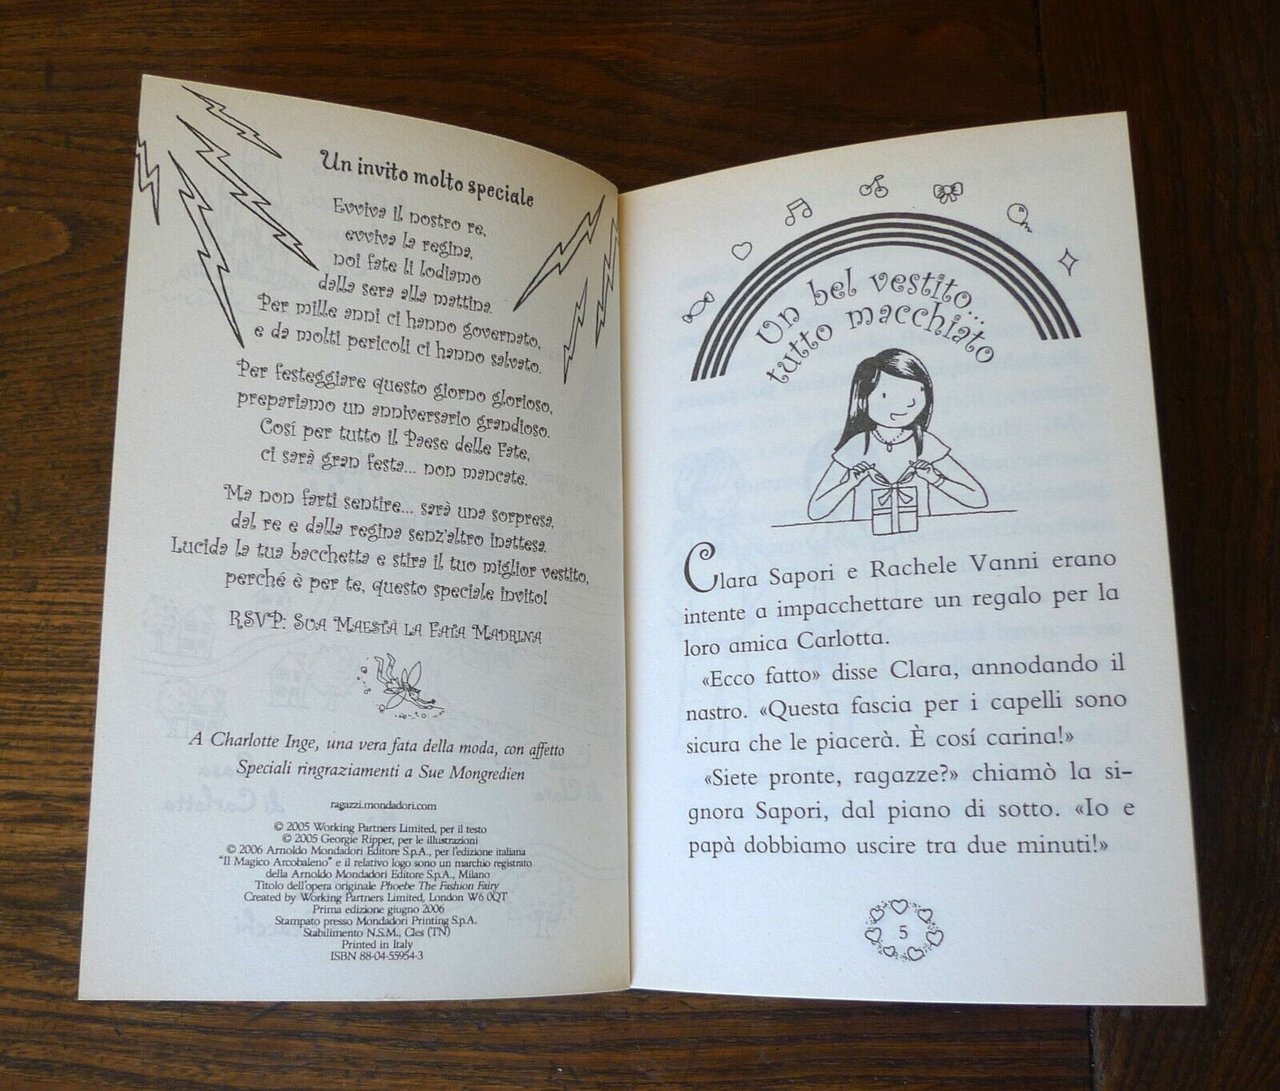 Un invito molto speciale
Evviva il nostro re,
evviva la regina,
noi fate li lodiamo
dalla sera alla mattina.
Per mille anni ci hanno governato,
e da molti pericoli ci hanno salvato.
Per festeggiare questo giorno glorioso,
prepariamo un anniversario grandioso.
Cosí per tutto il Paese delle Fate,
ci sarà gran festa... non mancate.
Ma non farti sentire... sarà una sorpresa,
dal re e dalla regina senz'altro inattesa.
Lucida la tua bacchetta e stira il tuo miglior vestito,
perché è per te, questo speciale invito!
RSVP: Sua Maestà la Fata Madrina
A Charlotte Inge, una vera fata della moda, con affetto
Speciali ringraziamenti a Sue Mongredien
ragazzi.mondadori.com
© 2005 Working Partners Limited, per il testo
© 2005 Georgie Ripper, per le illustrazioni
© 2006 Arnoldo Mondadori Editore S.p.A., per l'edizione italiana
"Il Magico Arcobaleno" e il relativo logo sono un marchio registrato
della Arnoldo Mondadori Editore S.p.A., Milano
Titolo dell'opera originale Phoebe The Fashion Fairy
Created by Working Partners Limited, London W6 0QT
Prima edizione giugno 2006
Stampato presso Mondadori Printing S.p.A.
Stabilimento N.S.M., Cles (TN)
Printed in Italy
ISBN 88-04-55954-3
Un bel vestito...
tutto macchiato
Clara Sapori e Rachele Vanni erano
intente a impacchettare un regalo per la
loro amica Carlotta.
«Ecco fatto» disse Clara, annodando il
nastro. «Questa fascia per i capelli sono
sicura che le piacerà. È cosí carina!»
«Siete pronte, ragazze?» chiamò la si-
gnora Sapori, dal piano di sotto. «Io e
papà dobbiamo uscire tra due minuti!»
5